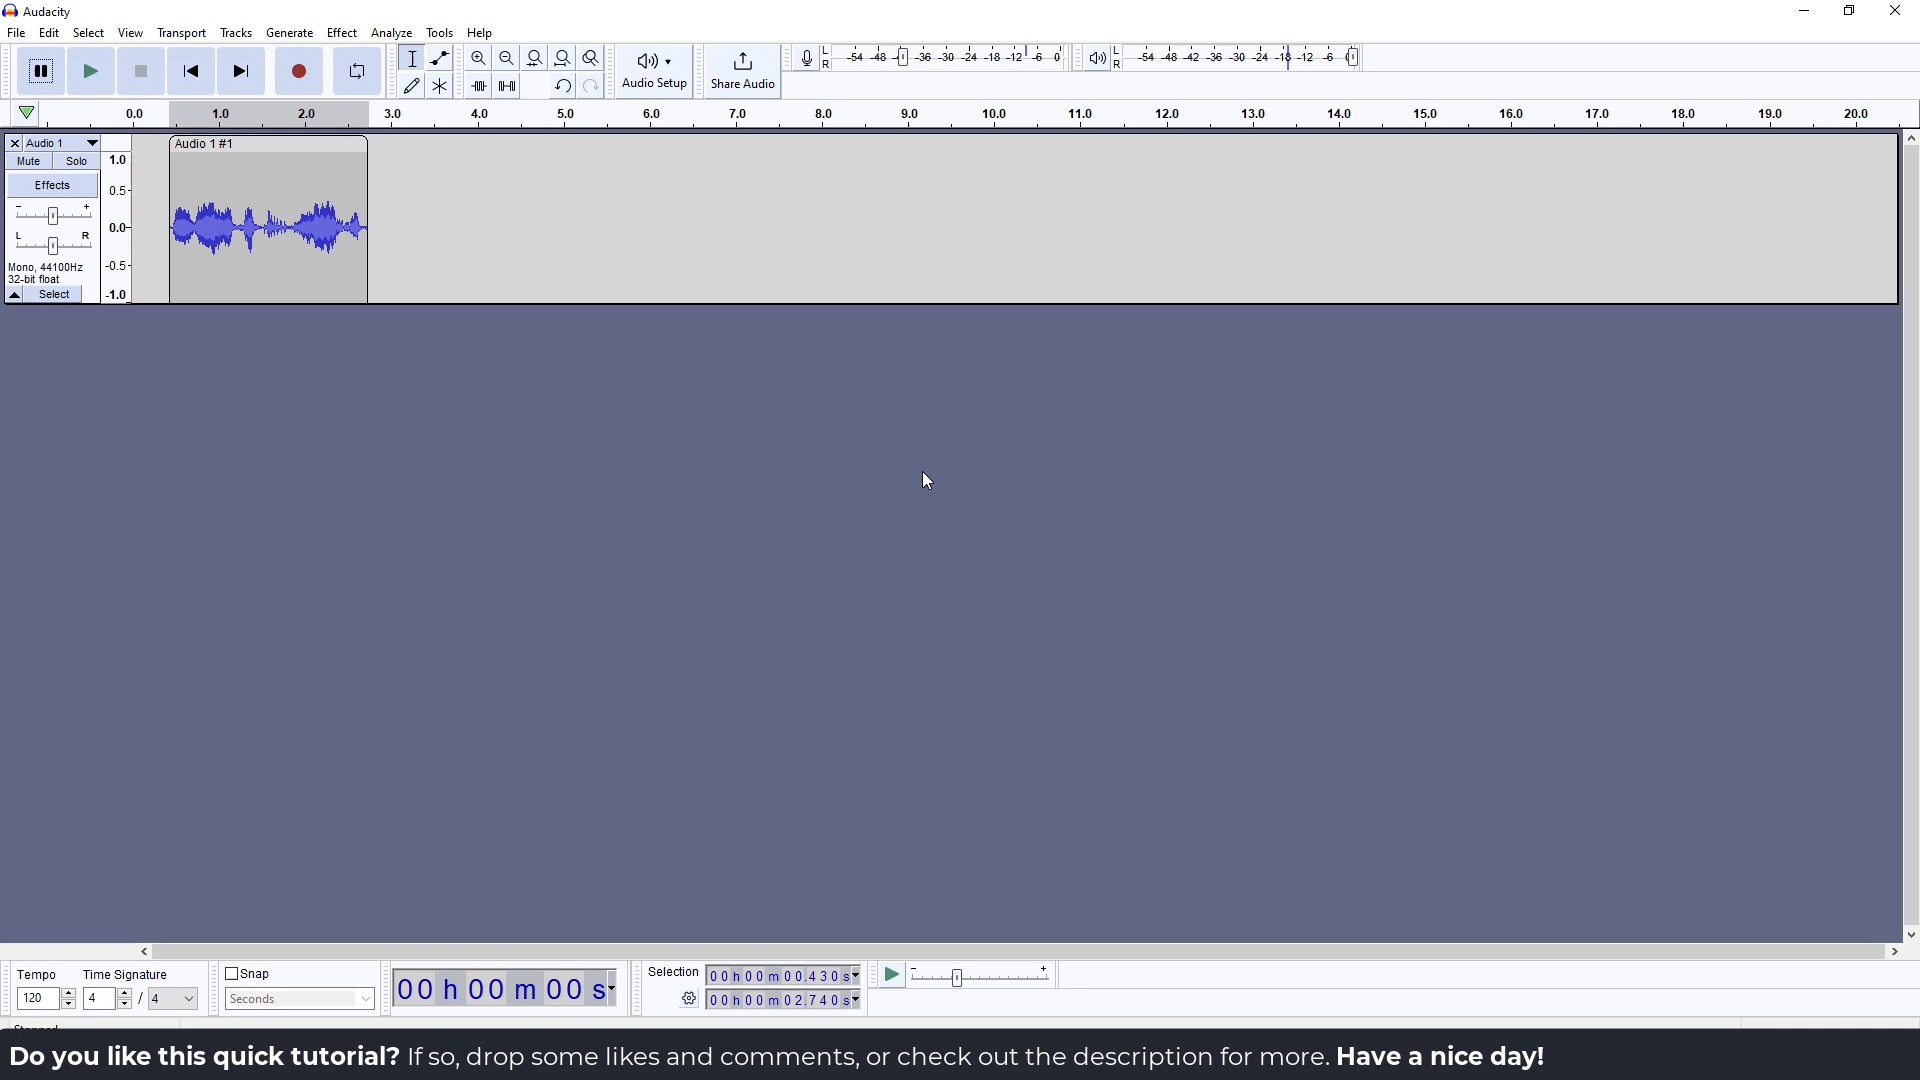 Audacity
File Edit Select View Transport Tracks Generate Effect Analyze Tools Help
Audio Setup
Share Audio
L
R
-54 -48 -36 -30 -24 -18 -12 -6 0
L
R
-54 -48 -42 -36 -30 -24 -18 -12 -6
0.0 1.0 2.0 3.0 4.0 5.0 6.0 7.0 8.0 9.0 10.0 11.0 12.0 13.0 14.0 15.0 16.0 17.0 18.0 19.0 20.0
Audio 1
Audio 1 #1
Mute Solo
Effects
- +
L R
Mono, 44100Hz
32-bit float
Select
1.0
0.5
0.0
-0.5
-1.0
Tempo
120
Time Signature
4 / 4
Snap
Seconds
00 h 00 m 00 s
Selection
00 h 00 m 00.430 s
00 h 00 m 02.740 s
- +
Stopped
Do you like this quick tutorial? If so, drop some likes and comments, or check out the description for more. Have a nice day!